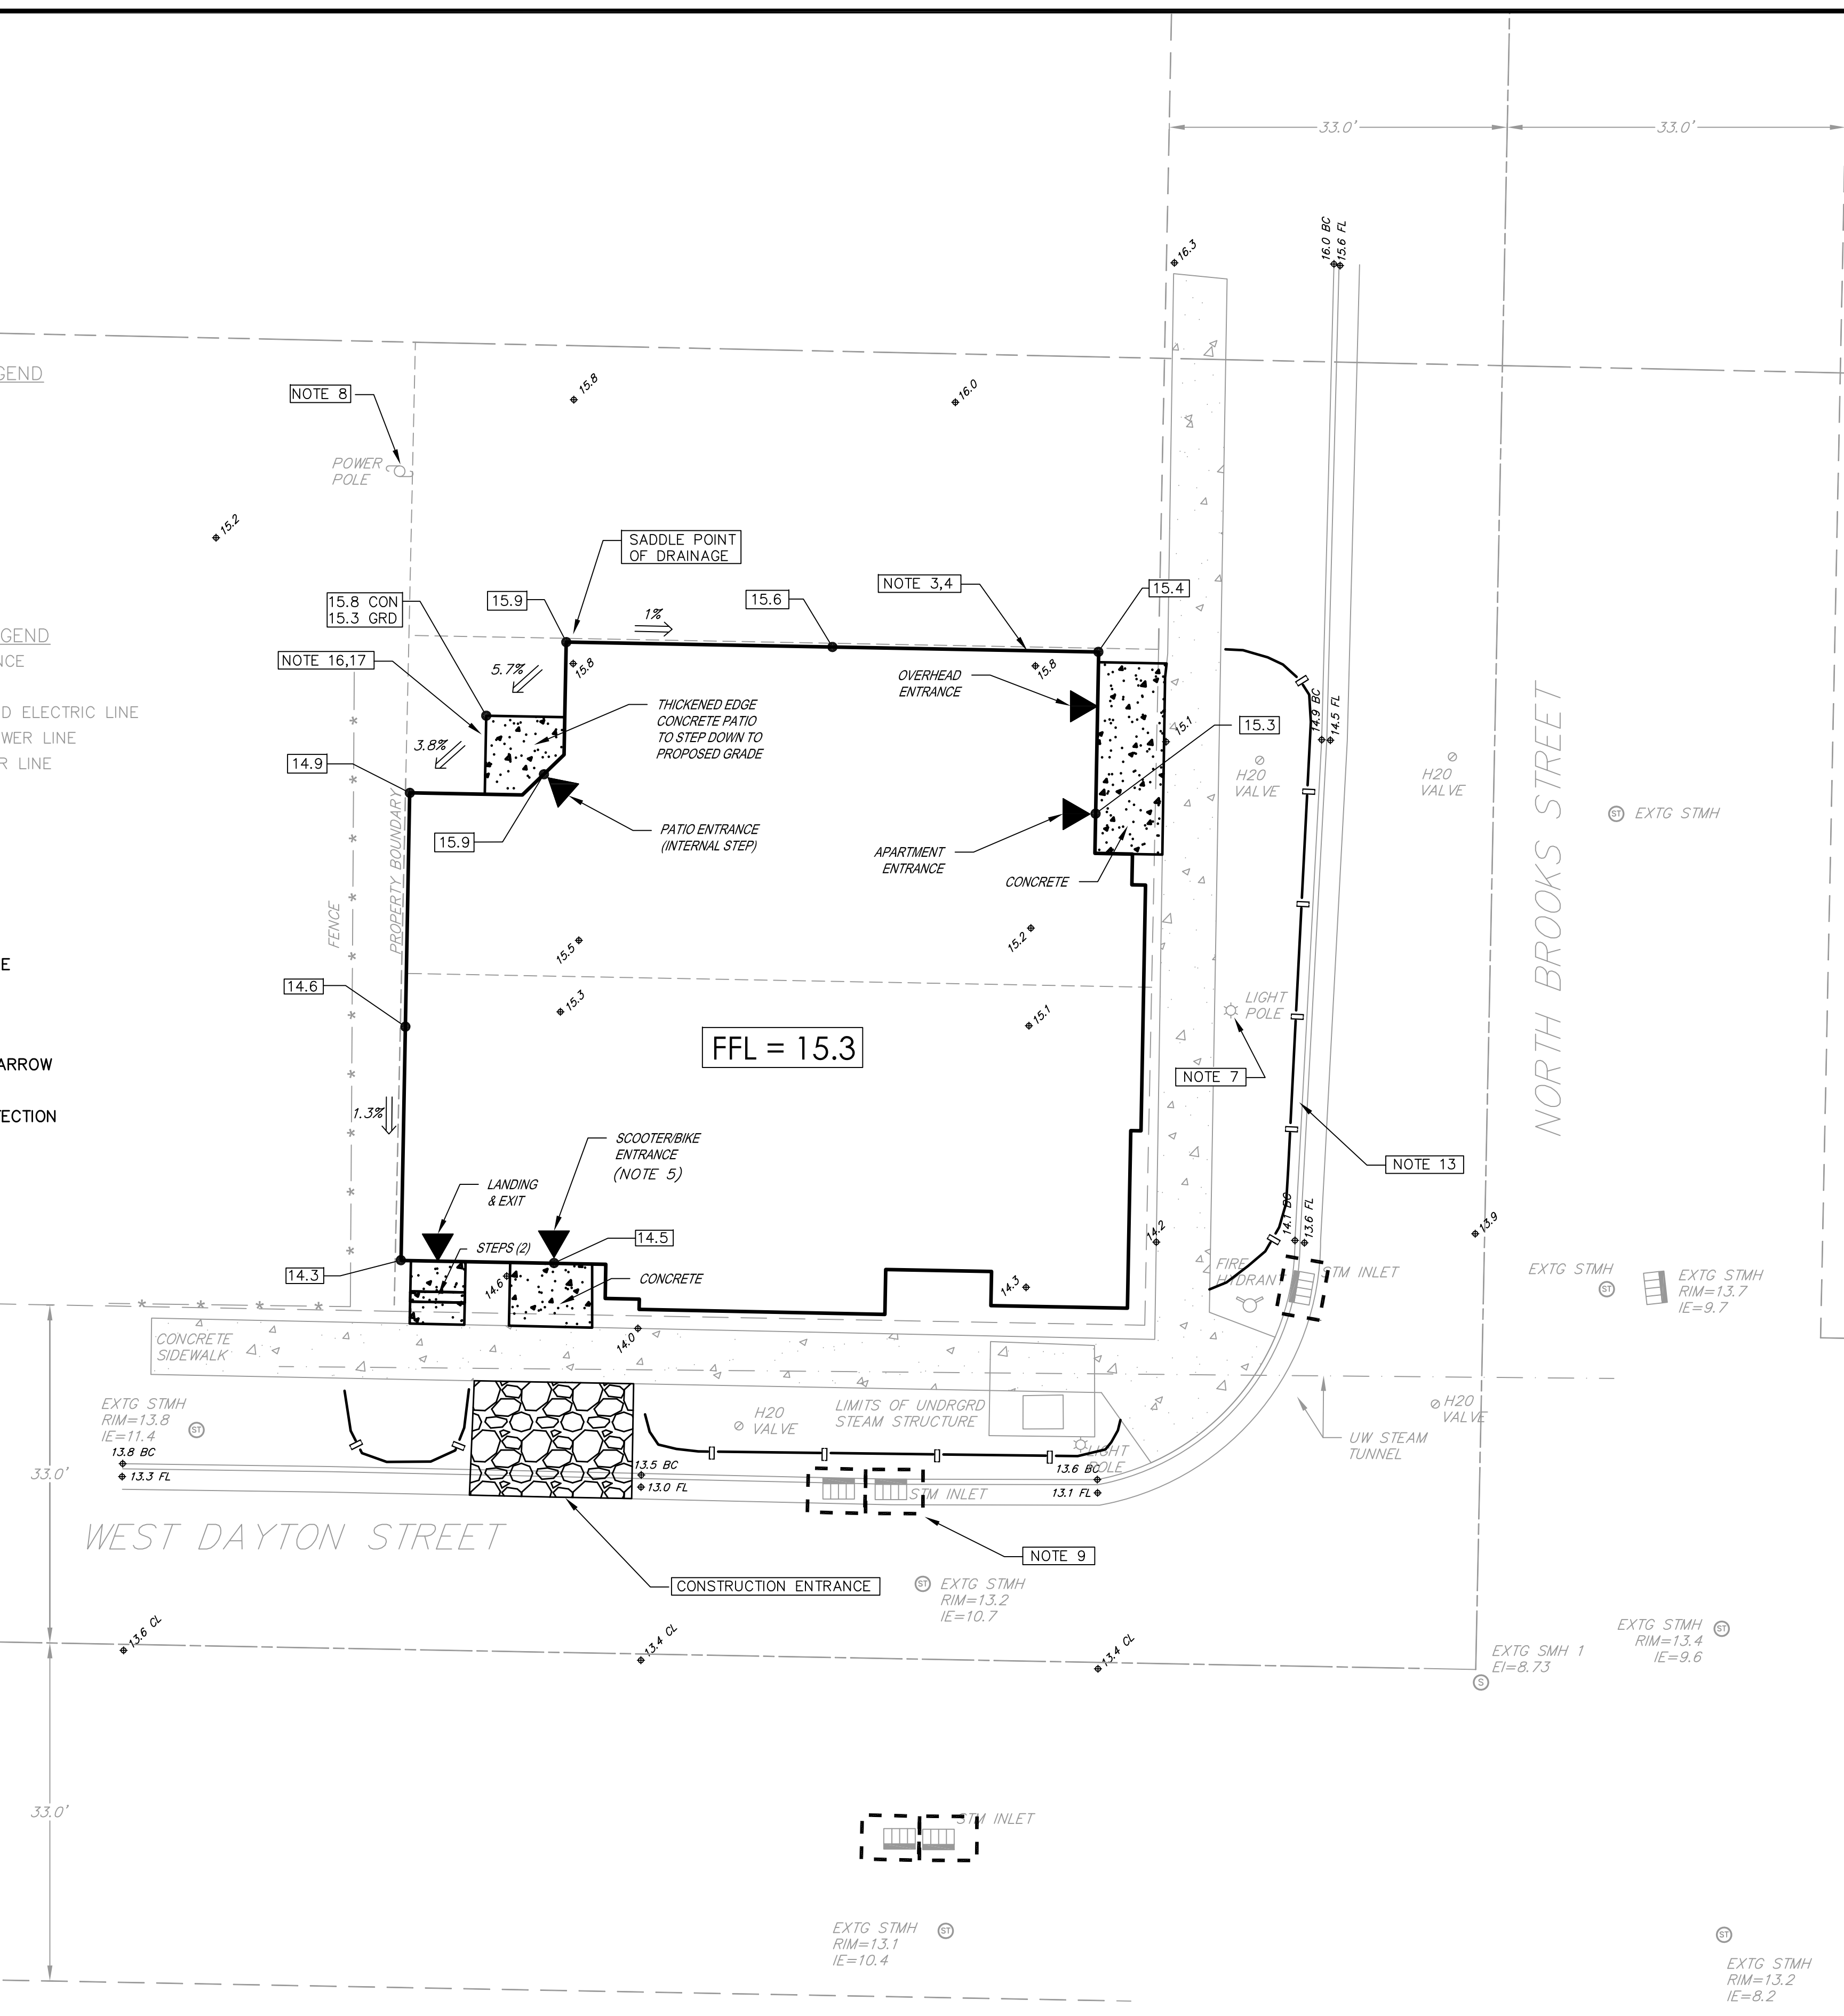 33.0'
33.0'
16.3
16.0 BC
15.6 FL
GEND
NOTE 8
15.8
16.0
POWER
POLE
15.2
SADDLE POINT
OF DRAINAGE
15.8 CON
15.3 GRD
15.9
1%
15.6
NOTE 3,4
15.4
GEND
NCE
NOTE 16,17
5.7%
15.8
15.8
OVERHEAD
ENTRANCE
D ELECTRIC LINE
WER LINE
R LINE
THICKENED EDGE
CONCRETE PATIO
TO STEP DOWN TO
PROPOSED GRADE
3.8%
14.9
15.1
15.3
14.9 BC
14.5 FL
H20
VALVE
H20
VALVE
NORTH BROOKS STREET
EXTG STMH
ST
15.9
PATIO ENTRANCE
(INTERNAL STEP)
APARTMENT
ENTRANCE
CONCRETE
FENCE
PROPERTY BOUNDARY
E
15.5
15.2
14.6
15.3
15.1
LIGHT
POLE
FFL = 15.3
ARROW
NOTE 7
TECTION
1.3%
SCOOTER/BIKE
ENTRANCE
(NOTE 5)
NOTE 13
LANDING
& EXIT
STEPS (2)
14.5
14.2
14.1 BC
13.6 FL
13.9
14.3
14.6
CONCRETE
14.3
FIRE
HYDRANT
STM INLET
EXTG STMH
ST
EXTG STMH
RIM=13.7
IE=9.7
CONCRETE
SIDEWALK
14.0
EXTG STMH
RIM=13.8
IE=11.4
ST
H20
VALVE
LIMITS OF UNDRGRD
STEAM STRUCTURE
H20
VALVE
UW STEAM
TUNNEL
LIGHT
POLE
13.8 BC
13.3 FL
33.0'
13.5 BC
13.0 FL
13.6 BC
13.1 FL
STM INLET
WEST DAYTON STREET
NOTE 9
CONSTRUCTION ENTRANCE
ST
EXTG STMH
RIM=13.2
IE=10.7
13.6 CL
13.4 CL
13.4 CL
EXTG SMH 1
EI=8.73
S
EXTG STMH
RIM=13.4
IE=9.6
ST
33.0'
STM INLET
EXTG STMH
RIM=13.1
IE=10.4
ST
ST
EXTG STMH
RIM=13.2
IE=8.2